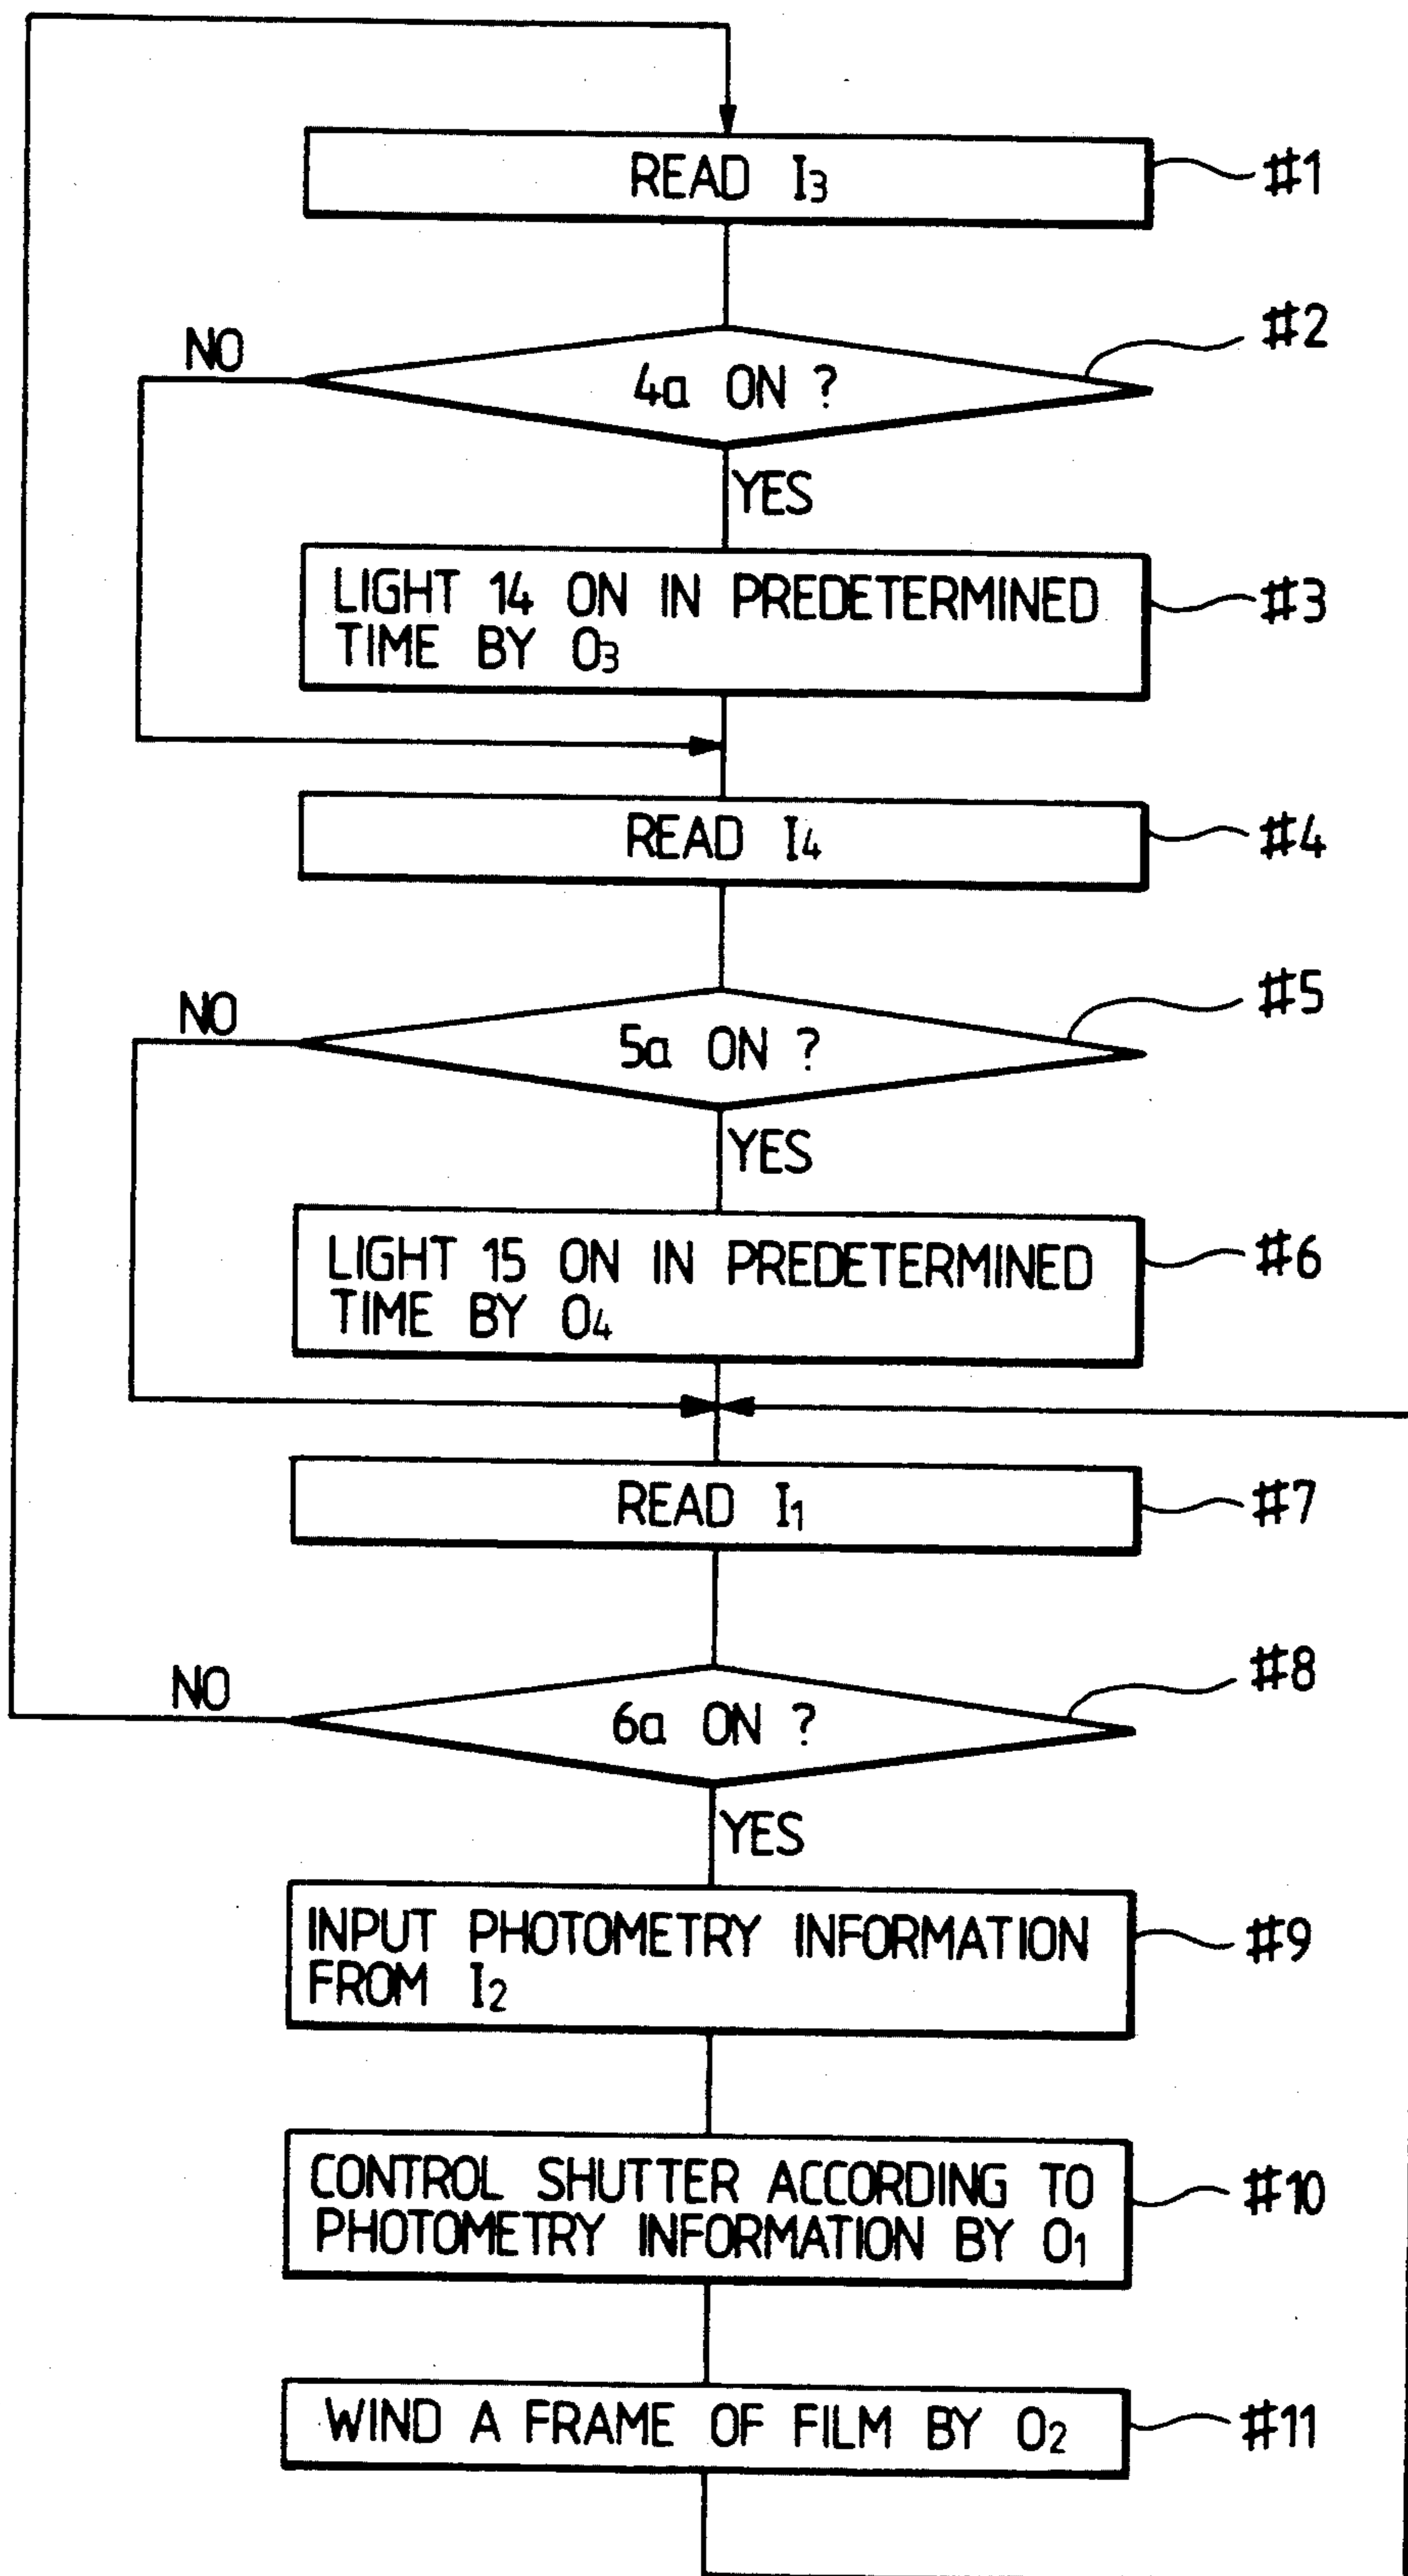 READ I3
#1
#2
NO
4a ON ?
YES
LIGHT 14 ON IN PREDETERMINED
TIME BY O3
#3
READ I4
#4
#5
NO
5a ON ?
YES
LIGHT 15 ON IN PREDETERMINED
TIME BY O4
#6
READ I1
#7
#8
NO
6a ON ?
YES
INPUT PHOTOMETRY INFORMATION
FROM I2
#9
CONTROL SHUTTER ACCORDING TO
PHOTOMETRY INFORMATION BY O1
#10
WIND A FRAME OF FILM BY O2
#11